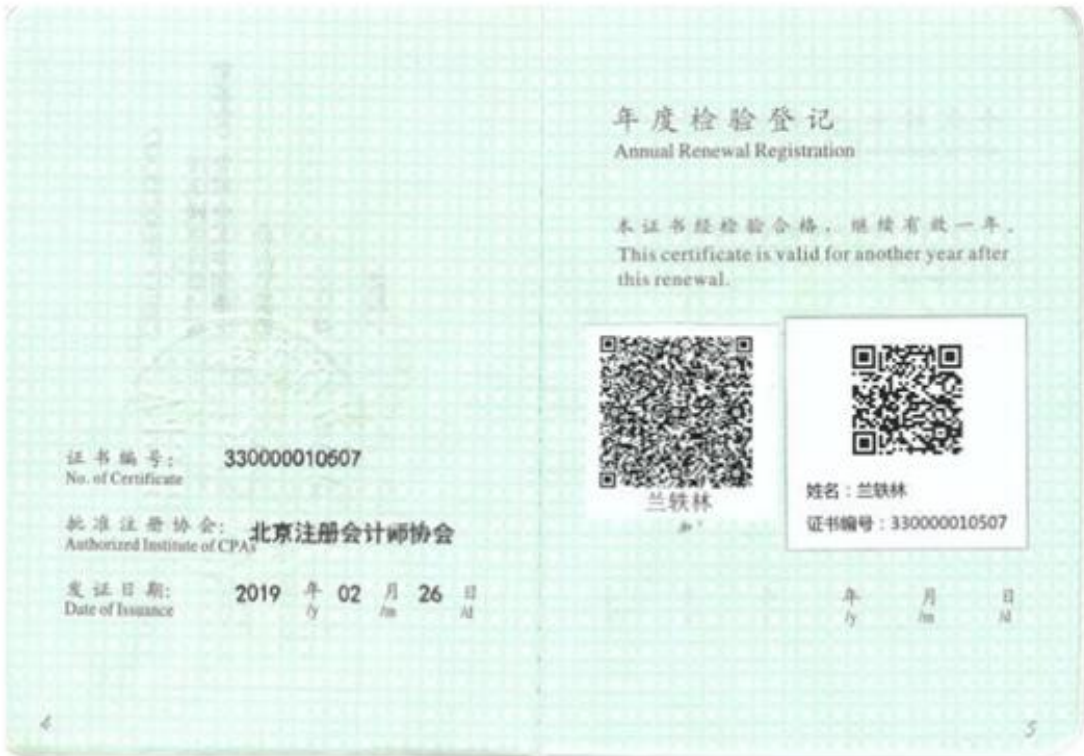 证书编号: 330000010507
No. of Certificate
批准注册协会: 北京注册会计师协会
Authorized Institute of CPAs
发证日期: 2019 年 02 月 26 日
Date of Issuance /y /m /d
4
年度检验登记
Annual Renewal Registration
本证书经检验合格，继续有效一年。
This certificate is valid for another year after
this renewal.
兰轶林
姓名：兰轶林
证书编号：330000010507
年 月 日
/y /m /d
5